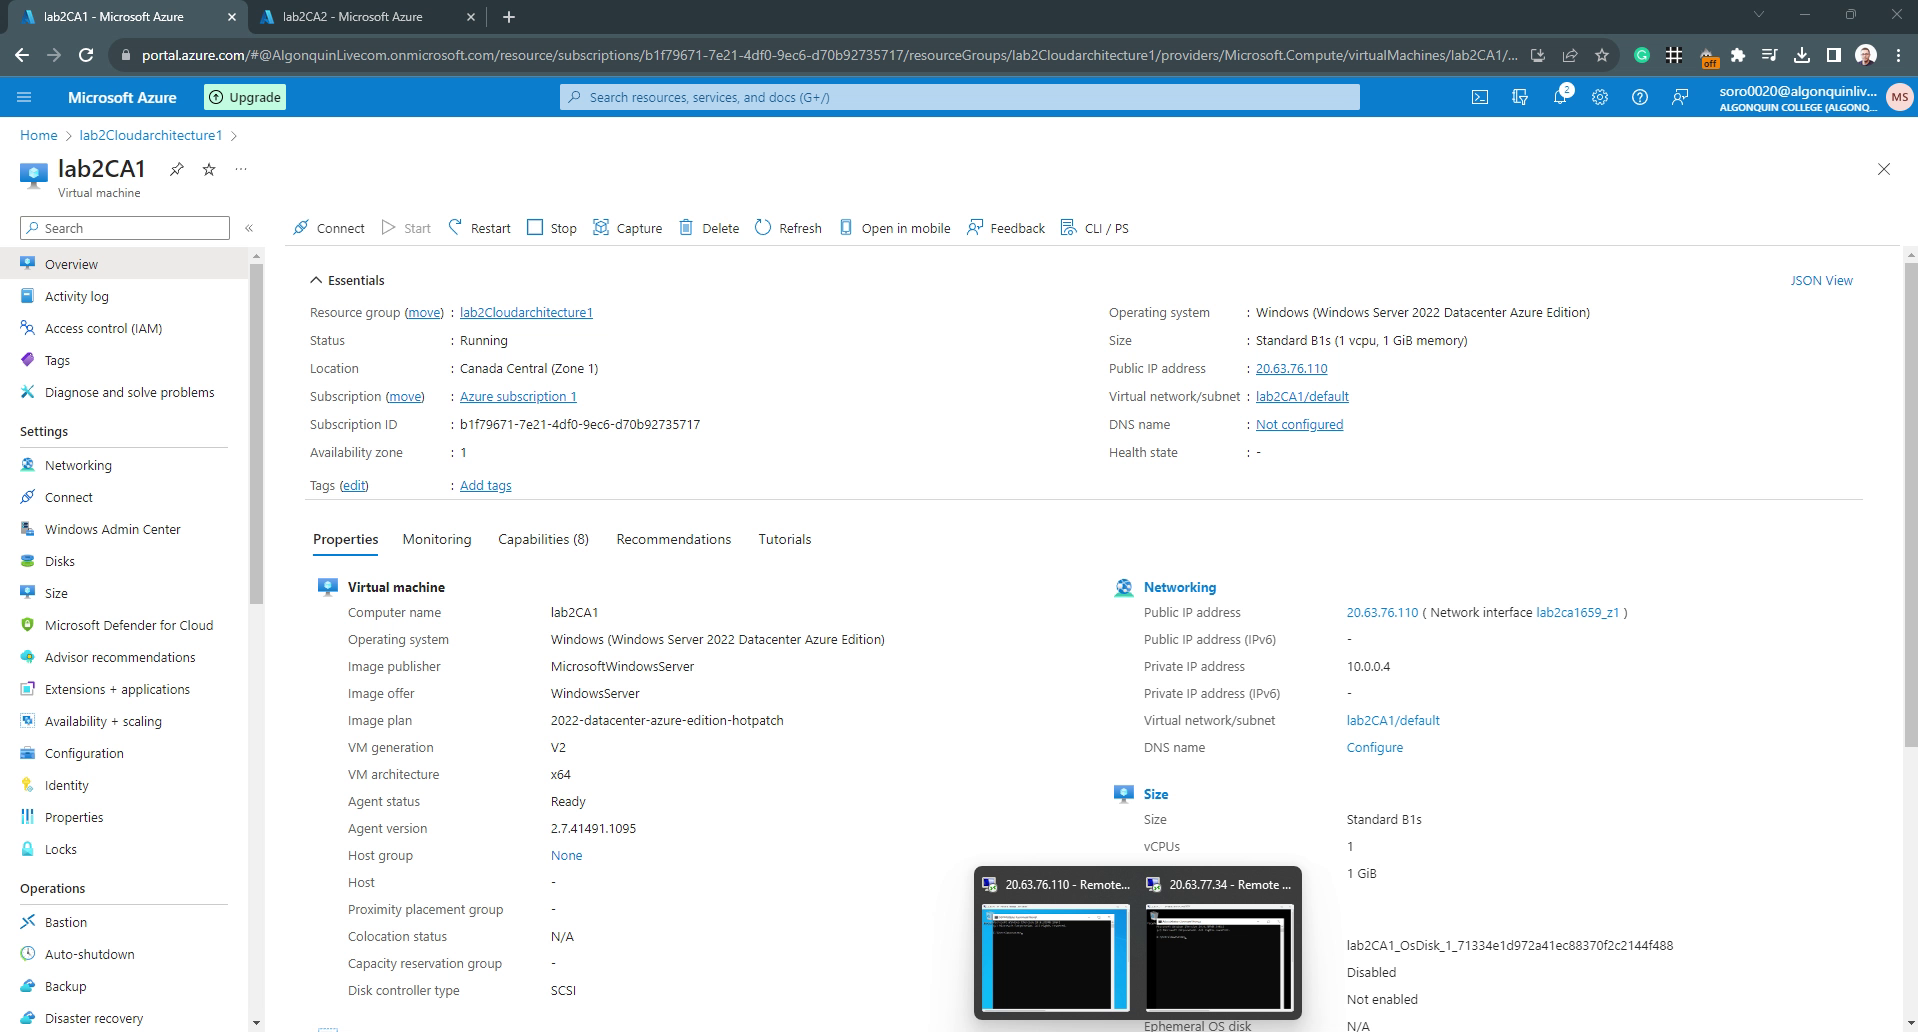 lab2CA1 - Microsoft Azure
lab2CA2 - Microsoft Azure
portal.azure.com/#@AlgonquinLivecom.onmicrosoft.com/resource/subscriptions/b1f79671-7e21-4df0-9ec6-d70b92735717/resourceGroups/lab2Cloudarchitecture1/providers/Microsoft.Compute/virtualMachines/lab2CA1/...
off
Microsoft Azure
Upgrade
Search resources, services, and docs (G+/)
2
soro0020@algonquinliv...
ALGONQUIN COLLEGE (ALGONQ...
MS
Home > lab2Cloudarchitecture1 >
lab2CA1
Virtual machine
Search
Connect Start Restart Stop Capture Delete Refresh Open in mobile Feedback CLI / PS
Overview
Activity log
Access control (IAM)
Tags
Diagnose and solve problems
Settings
Networking
Connect
Windows Admin Center
Disks
Size
Microsoft Defender for Cloud
Advisor recommendations
Extensions + applications
Availability + scaling
Configuration
Identity
Properties
Locks
Operations
Bastion
Auto-shutdown
Backup
Disaster recovery
Essentials
JSON View
Resource group (move) : lab2Cloudarchitecture1
Status : Running
Location : Canada Central (Zone 1)
Subscription (move) : Azure subscription 1
Subscription ID : b1f79671-7e21-4df0-9ec6-d70b92735717
Availability zone : 1
Tags (edit) : Add tags
Operating system : Windows (Windows Server 2022 Datacenter Azure Edition)
Size : Standard B1s (1 vcpu, 1 GiB memory)
Public IP address : 20.63.76.110
Virtual network/subnet : lab2CA1/default
DNS name : Not configured
Health state : -
Properties Monitoring Capabilities (8) Recommendations Tutorials
Virtual machine
Computer name lab2CA1
Operating system Windows (Windows Server 2022 Datacenter Azure Edition)
Image publisher MicrosoftWindowsServer
Image offer WindowsServer
Image plan 2022-datacenter-azure-edition-hotpatch
VM generation V2
VM architecture x64
Agent status Ready
Agent version 2.7.41491.1095
Host group None
Host -
Proximity placement group -
Colocation status N/A
Capacity reservation group -
Disk controller type SCSI
Networking
Public IP address 20.63.76.110 ( Network interface lab2ca1659_z1 )
Public IP address (IPv6) -
Private IP address 10.0.0.4
Private IP address (IPv6) -
Virtual network/subnet lab2CA1/default
DNS name Configure
Size
Size Standard B1s
vCPUs 1
1 GiB
20.63.76.110 - Remote...
20.63.77.34 - Remote ...
lab2CA1_OsDisk_1_71334e1d972a41ec88370f2c2144f488
Disabled
Not enabled
Ephemeral OS disk N/A